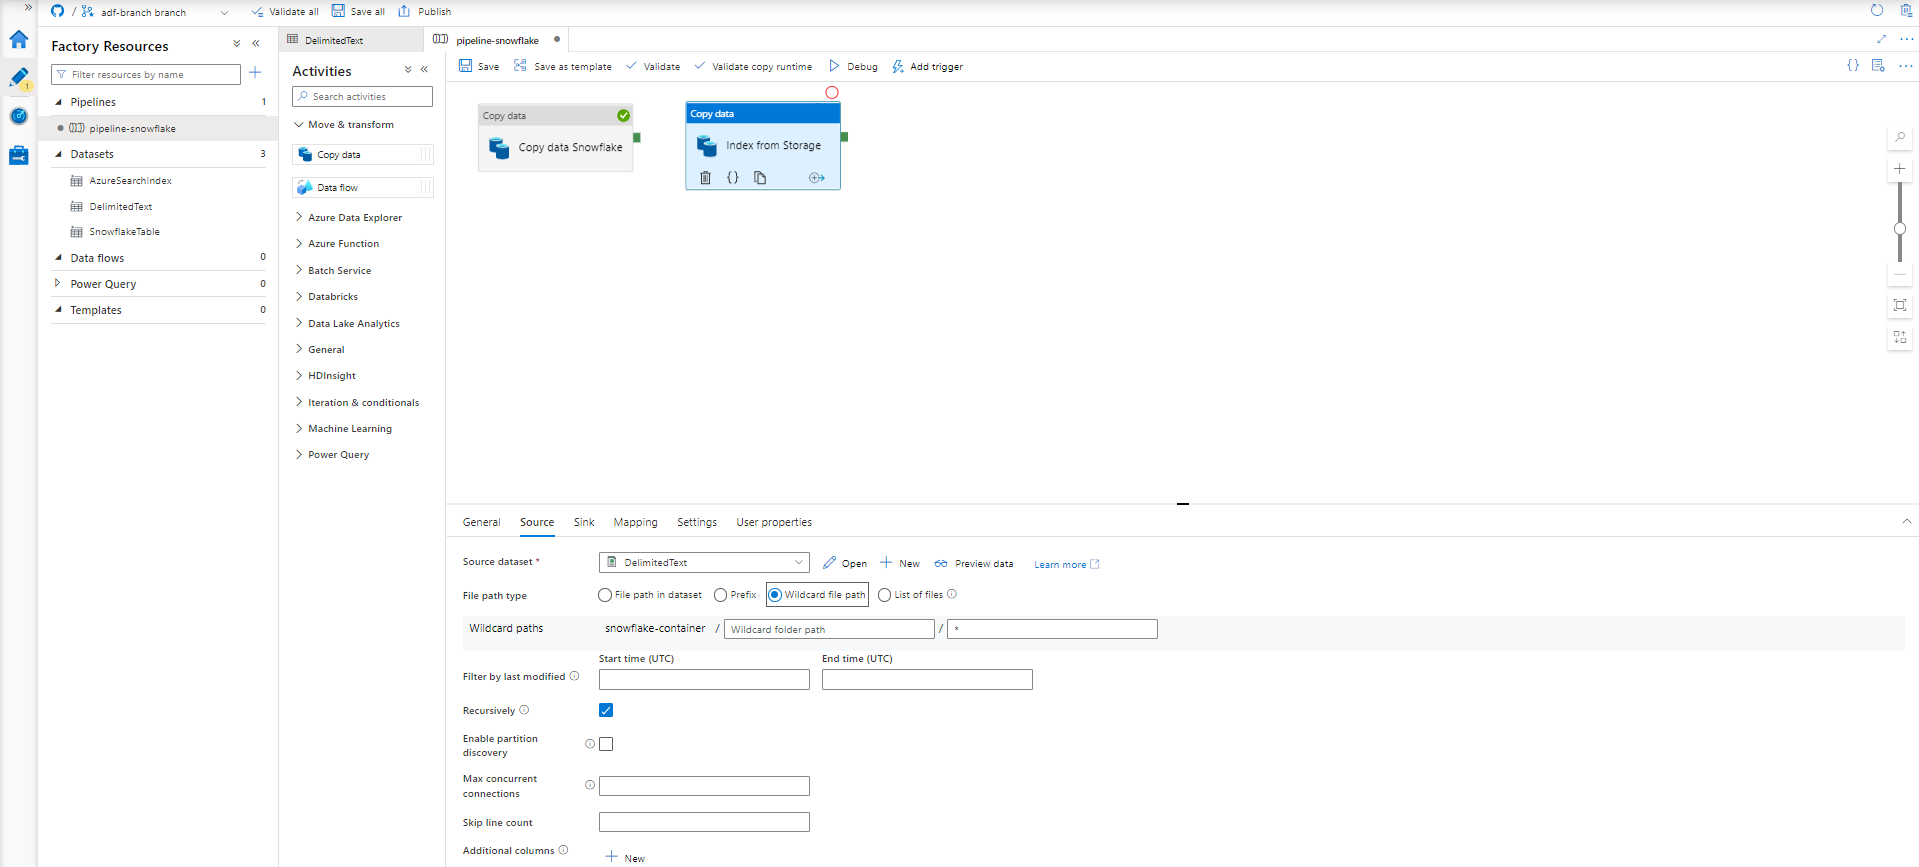 / adf-branch branch Validate all Save all Publish
Factory Resources
Filter resources by name
Pipelines 1
pipeline-snowflake
Datasets 3
AzureSearchIndex
DelimitedText
SnowflakeTable
Data flows 0
Power Query 0
Templates 0
DelimitedText pipeline-snowflake
Activities
Search activities
Move & transform
Copy data
Data flow
Azure Data Explorer
Azure Function
Batch Service
Databricks
Data Lake Analytics
General
HDInsight
Iteration & conditionals
Machine Learning
Power Query
Save Save as template Validate Validate copy runtime Debug Add trigger
Copy data
Copy data Snowflake
Copy data
Index from Storage
General Source Sink Mapping Settings User properties
Source dataset * DelimitedText Open New Preview data Learn more
File path type File path in dataset Prefix Wildcard file path List of files
Wildcard paths snowflake-container / Wildcard folder path / *
Start time (UTC) End time (UTC)
Filter by last modified
Recursively
Enable partition
discovery
Max concurrent
connections
Skip line count
Additional columns New
1